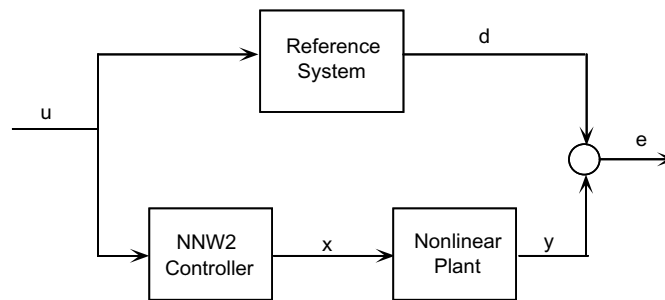 Reference
System
d
u
e
NNW2
Controller
x
Nonlinear
Plant
y